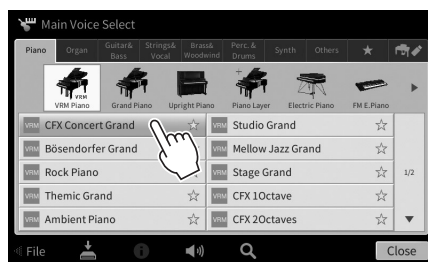 Main Voice Select
Piano Organ Guitar& Bass Strings& Vocal Brass& Woodwind Perc. & Drums Synth Others
VRM VRM Piano Grand Piano Upright Piano Piano Layer Electric Piano FM E.Piano
VRM CFX Concert Grand VRM Studio Grand
VRM Bösendorfer Grand VRM Mellow Jazz Grand
VRM Rock Piano VRM Stage Grand 1/2
VRM Themic Grand VRM CFX 1Octave
VRM Ambient Piano VRM CFX 2Octaves
File Close